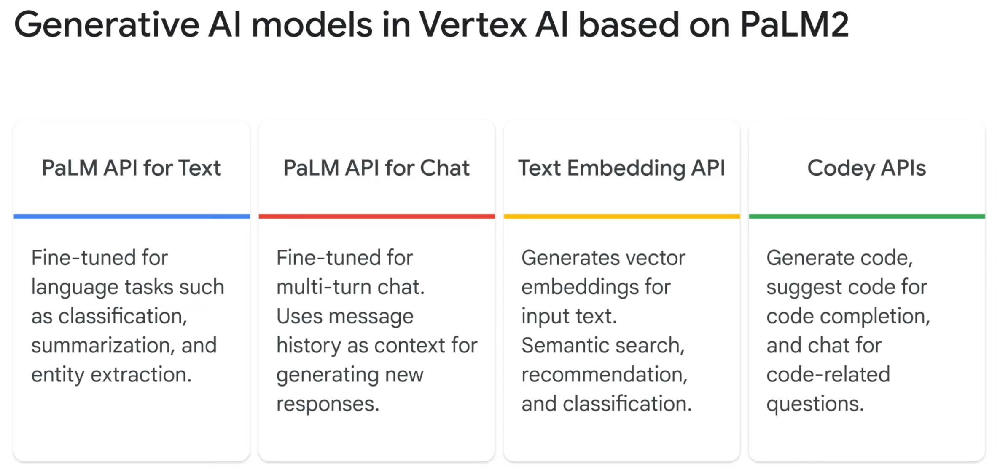 Generative AI models in Vertex AI based on PaLM2
PaLM API for Text
Fine-tuned for
language tasks such
as classification,
summarization, and
entity extraction.
PaLM API for Chat
Fine-tuned for
multi-turn chat.
Uses message
history as context for
generating new
responses.
Text Embedding API
Generates vector
embeddings for
input text.
Semantic search,
recommendation,
and classification.
Codey APIs
Generate code,
suggest code for
code completion,
and chat for
code-related
questions.